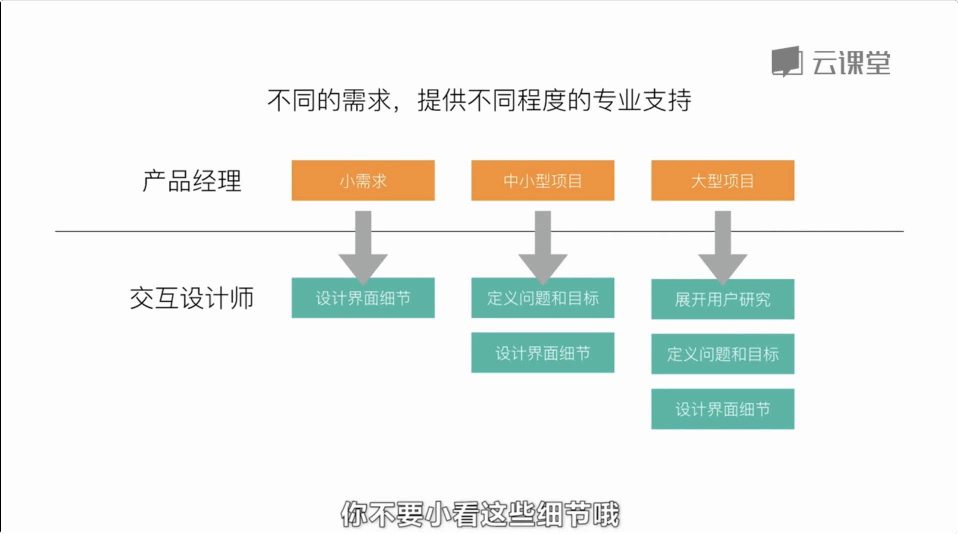 云课堂
不同的需求，提供不同程度的专业支持
产品经理 小需求 中小型项目 大型项目
交互设计师 设计界面细节 定义问题和目标 展开用户研究
设计界面细节 定义问题和目标
设计界面细节
你不要小看这些细节哦